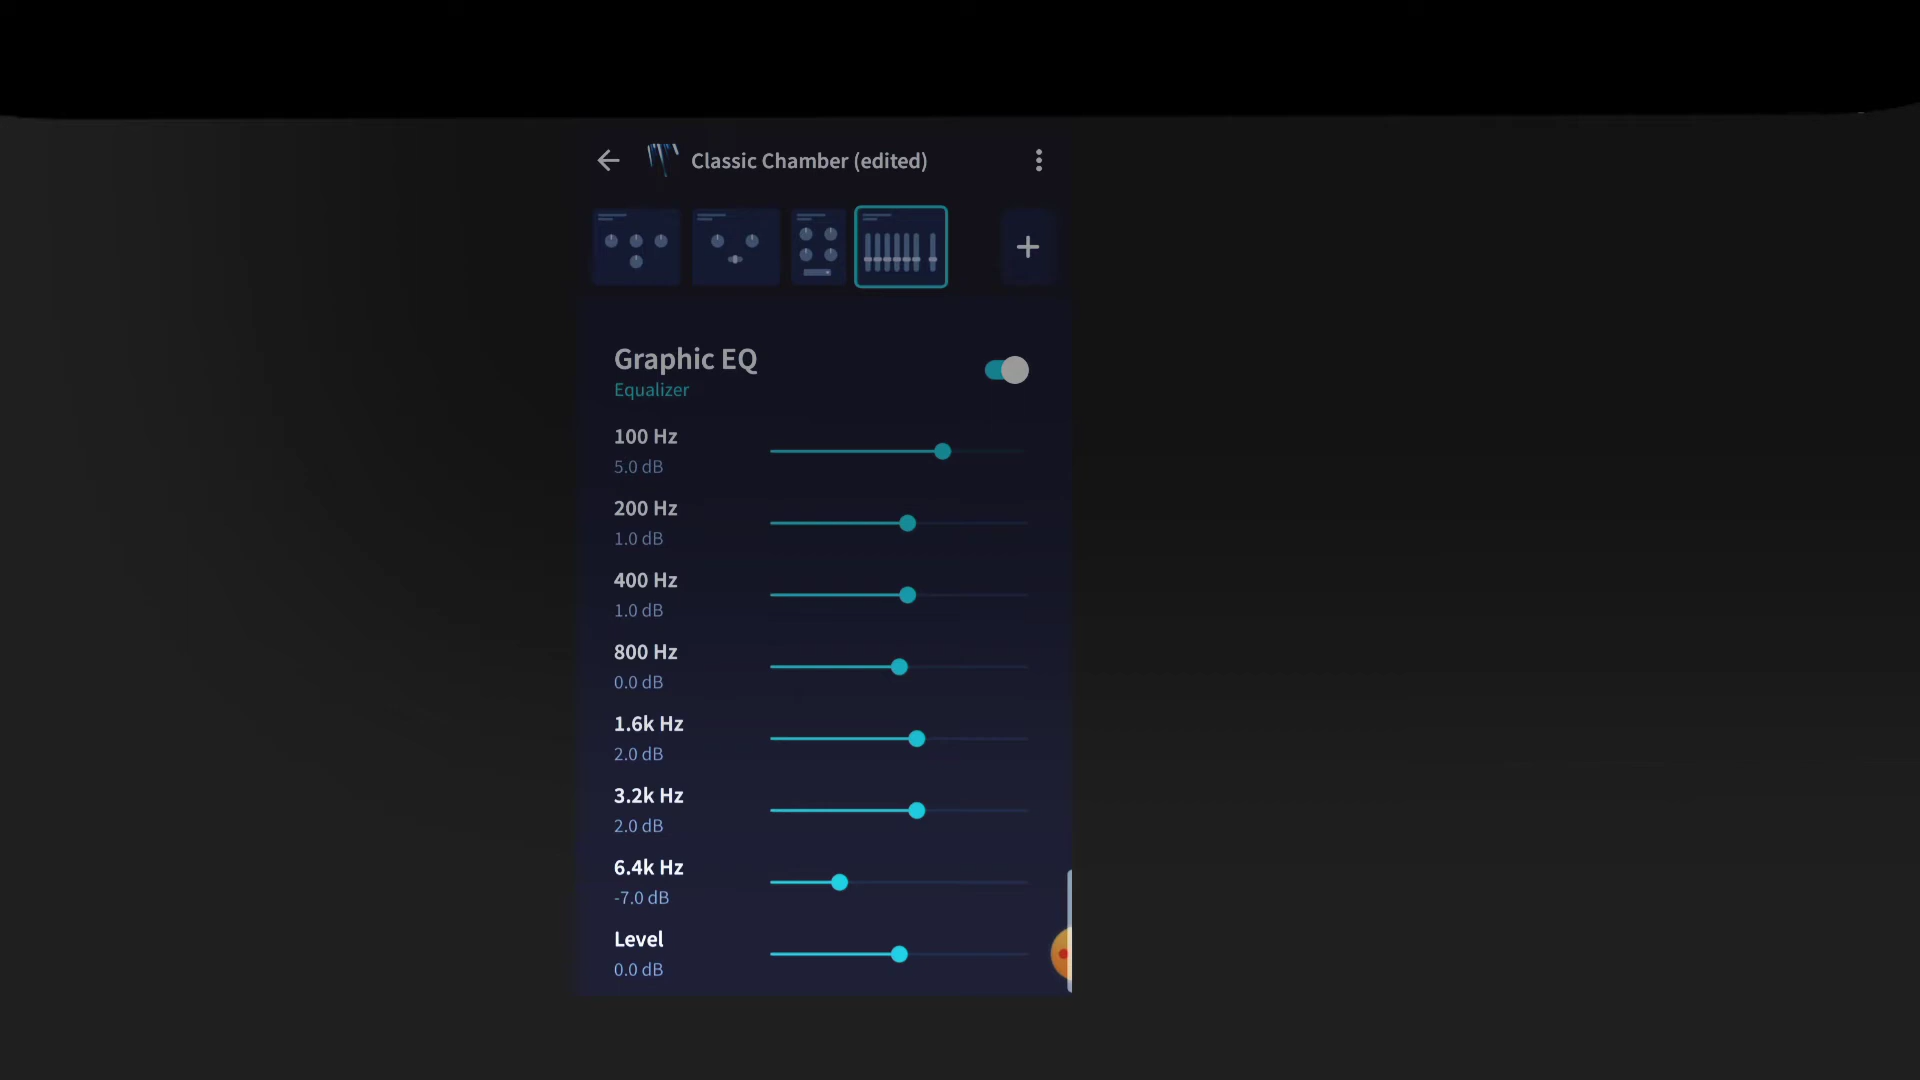 Classic Chamber (edited)
Graphic EQ
Equalizer
100 Hz
5.0 dB
200 Hz
1.0 dB
400 Hz
1.0 dB
800 Hz
0.0 dB
1.6k Hz
2.0 dB
3.2k Hz
2.0 dB
6.4k Hz
-7.0 dB
Level
0.0 dB